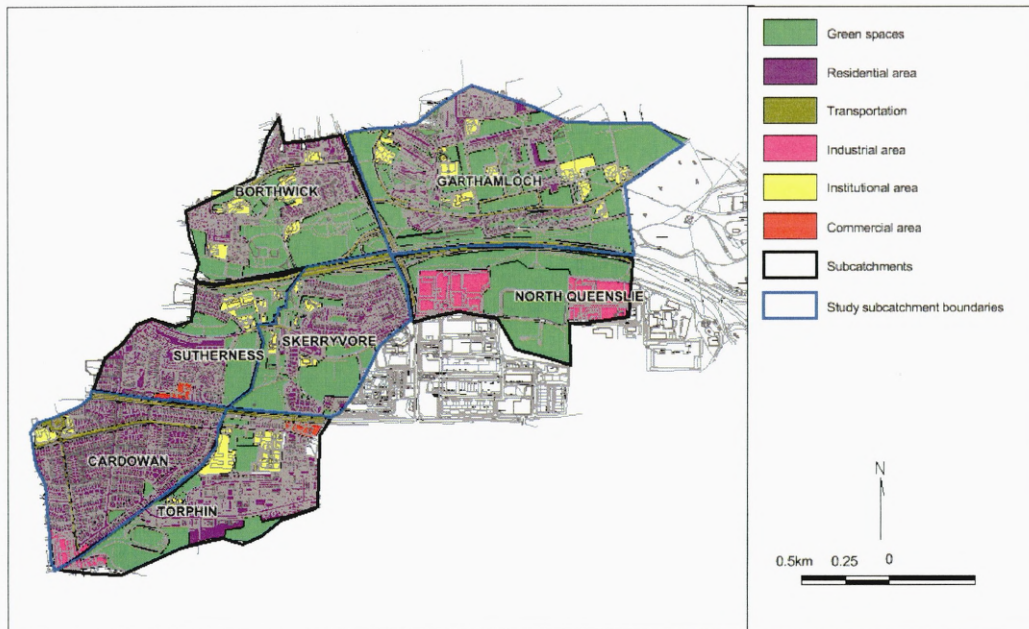 Green spaces
Residential area
Transportation
Industrial area
Institutional area
Commercial area
Subcatchments
Study subcatchment boundaries
BORTHWICK
GARTHAMLOCH
NORTH QUEENSLIE
SUTHERNESS
SKERRYVORE
CARDOWAN
TORPHIN
N
0.5km 0.25 0